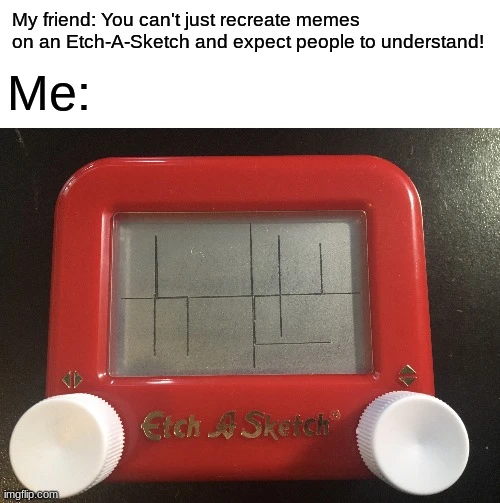 My friend: You can't just recreate memes
on an Etch-A-Sketch and expect people to understand!
Me:
Etch A Sketch®
imgflip.com